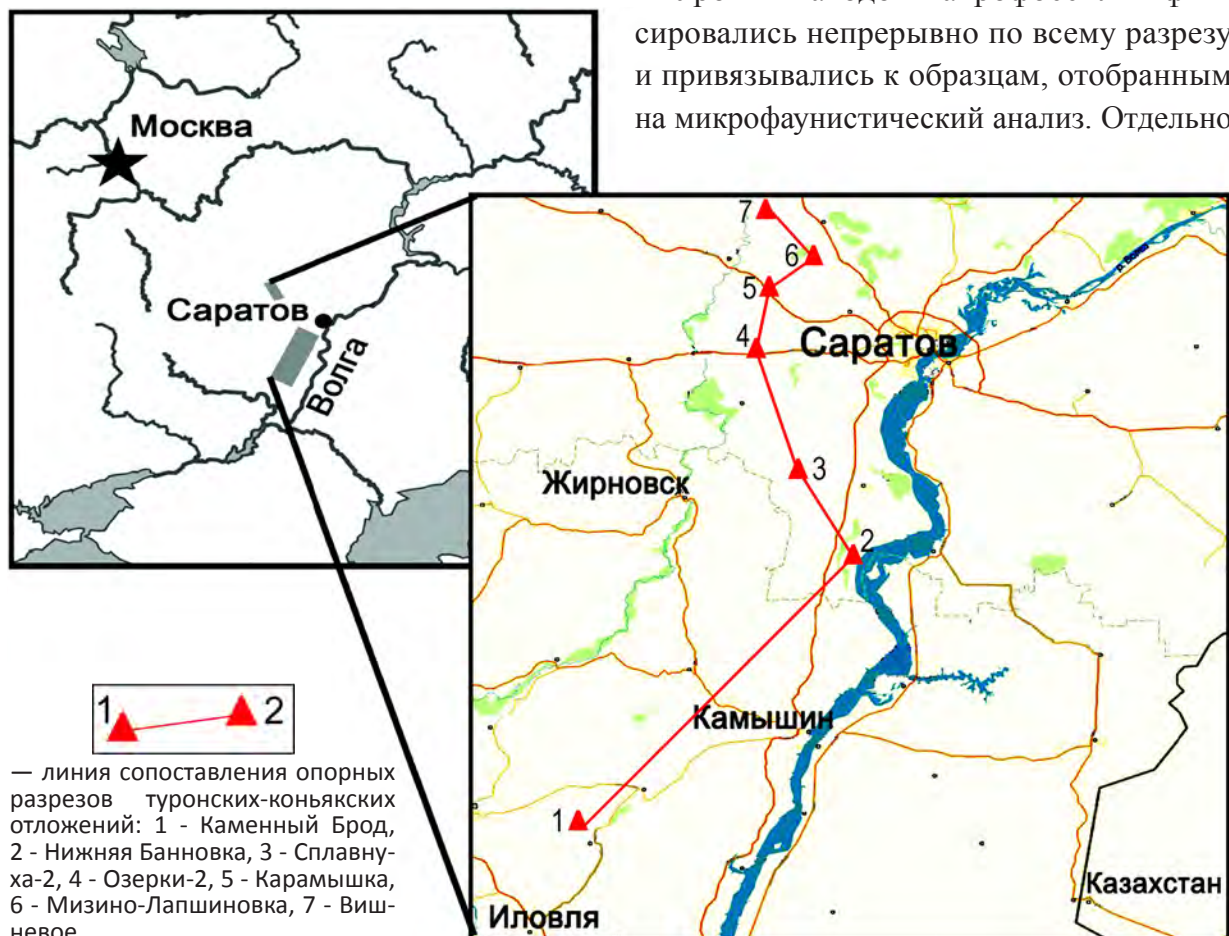 сировались непрерывно по всему разрезу
и привязывались к образцам, отобранным
на микрофаунистический анализ. Отдельно
Москва
Саратов
Волга
7
6
5
4
Саратов
3
Жирновск
2
Камышин
1
Казахстан
Иловля
1 2
— линия сопоставления опорных
разрезов туронских-коньякских
отложений: 1 - Каменный Брод,
2 - Нижняя Банновка, 3 - Сплавну-
ха-2, 4 - Озерки-2, 5 - Карамышка,
6 - Мизино-Лапшиновка, 7 - Виш-
невое